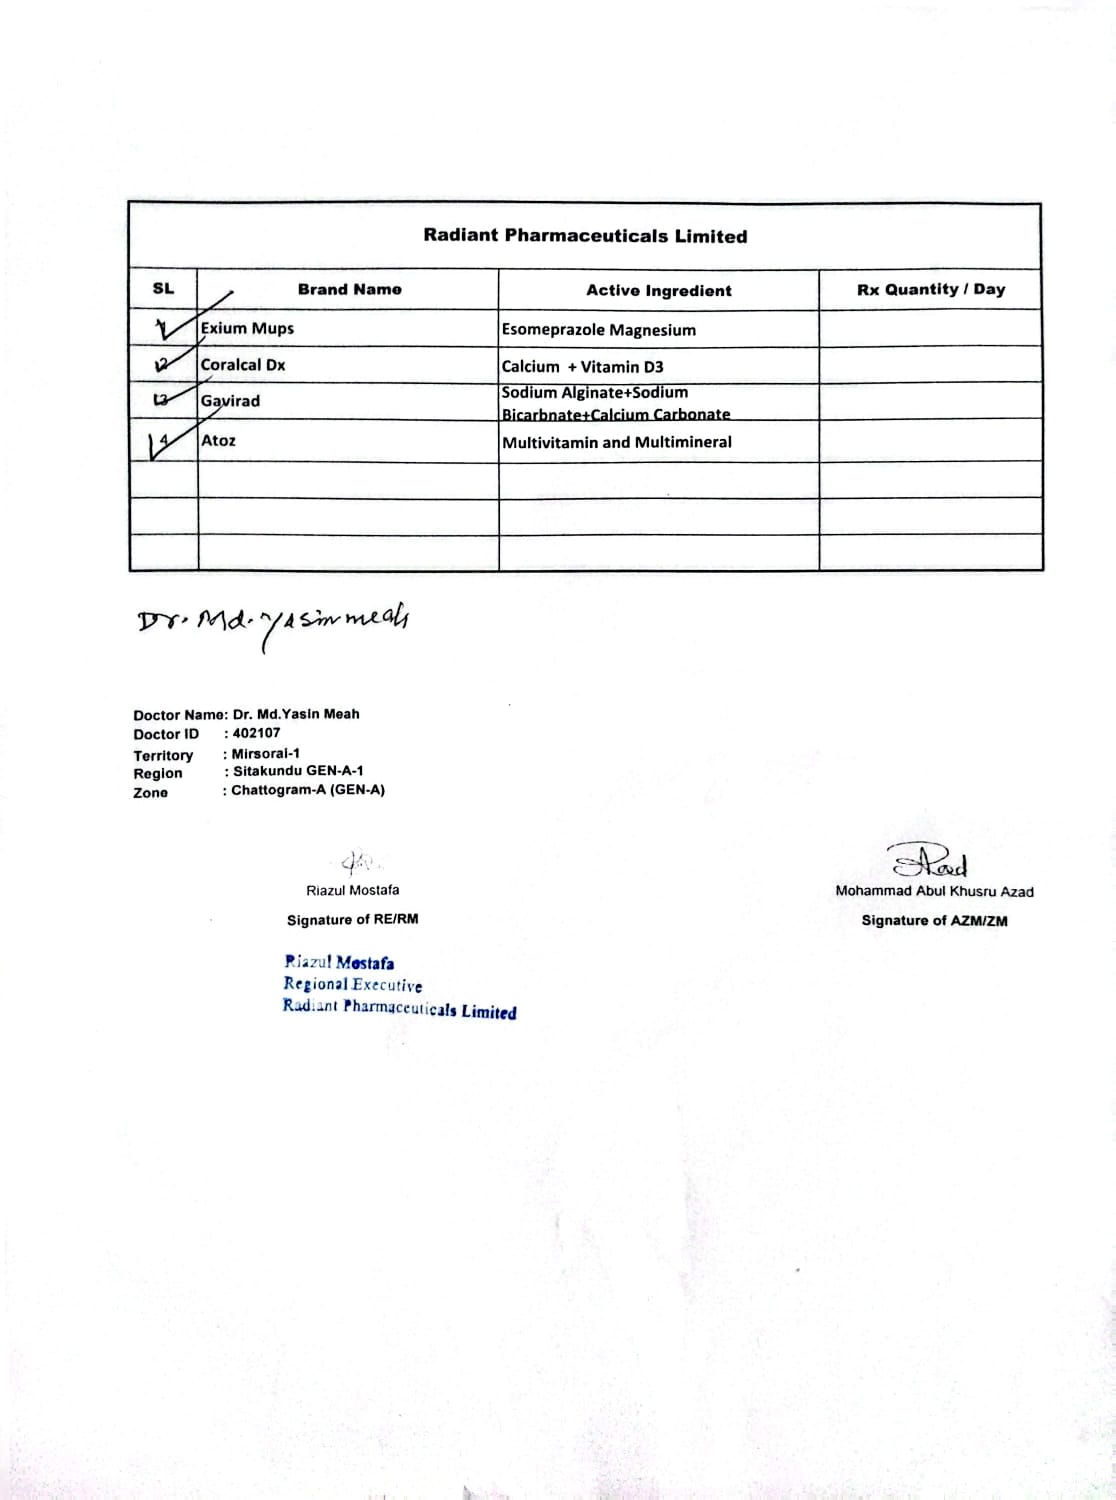 Radiant Pharmaceuticals Limited
SL Brand Name Active Ingredient Rx Quantity / Day
1 Exium Mups Esomeprazole Magnesium
2 Coralcal Dx Calcium + Vitamin D3
3 Gavirad Sodium Alginate+Sodium
Bicarbnate+Calcium Carbonate
4 Atoz Multivitamin and Multimineral
Dr. Md. Yasin meah
Doctor Name: Dr. Md.Yasin Meah
Doctor ID : 402107
Territory : Mirsorai-1
Region : Sitakundu GEN-A-1
Zone : Chattogram-A (GEN-A)
Azad
Riazul Mostafa Mohammad Abul Khusru Azad
Signature of RE/RM Signature of AZM/ZM
Riazul Mostafa
Regional Executive
Radiant Pharmaceuticals Limited